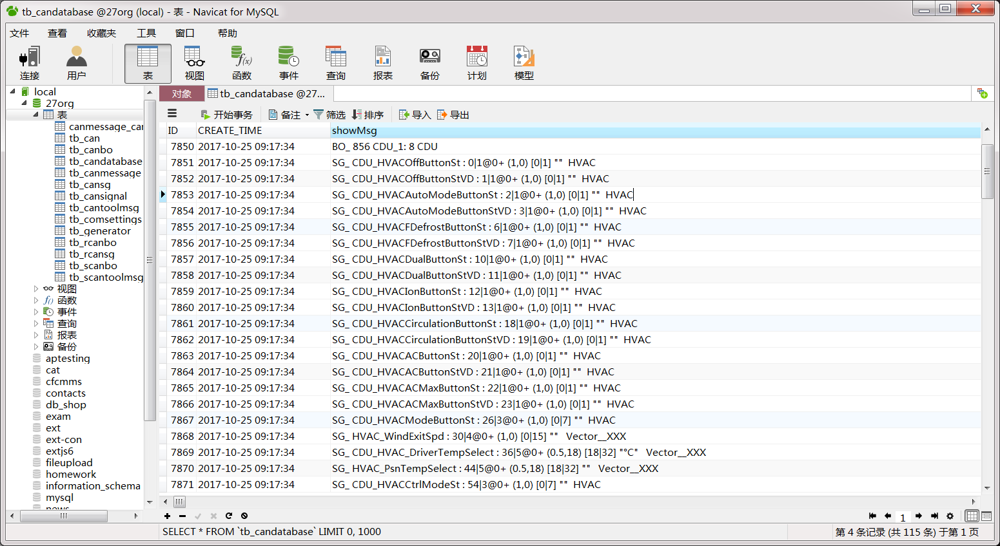 tb_candatabase @27org (local) - 表 - Navicat for MySQL
文件 查看 收藏夹 工具 窗口 帮助
连接 用户 表 视图 函数 事件 查询 报表 备份 计划 模型
local
27org
表
canmessage_can
tb_can
tb_canbo
tb_candatabase
tb_canmessage
tb_cansg
tb_cansignal
tb_cantoolmsg
tb_comsettings
tb_generator
tb_rcanbo
tb_rcansg
tb_scanbo
tb_scantoolmsg
视图
函数
事件
查询
报表
备份
aptesting
cat
cfcmms
contacts
db_shop
exam
ext
ext-con
extjs6
fileupload
homework
information_schema
mysql
news
对象 tb_candatabase @27...
开始事务 备注 筛选 排序 导入 导出
ID CREATE_TIME showMsg
7850 2017-10-25 09:17:34 BO_ 856 CDU_1: 8 CDU
7851 2017-10-25 09:17:34 SG_ CDU_HVACOffButtonSt : 0|1@0+ (1,0) [0|1] "" HVAC
7852 2017-10-25 09:17:34 SG_ CDU_HVACOffButtonStVD : 1|1@0+ (1,0) [0|1] "" HVAC
7853 2017-10-25 09:17:34 SG_ CDU_HVACAutoModeButtonSt : 2|1@0+ (1,0) [0|1] "" HVAC
7854 2017-10-25 09:17:34 SG_ CDU_HVACAutoModeButtonStVD : 3|1@0+ (1,0) [0|1] "" HVAC
7855 2017-10-25 09:17:34 SG_ CDU_HVACFDefrostButtonSt : 6|1@0+ (1,0) [0|1] "" HVAC
7856 2017-10-25 09:17:34 SG_ CDU_HVACFDefrostButtonStVD : 7|1@0+ (1,0) [0|1] "" HVAC
7857 2017-10-25 09:17:34 SG_ CDU_HVACDualButtonSt : 10|1@0+ (1,0) [0|1] "" HVAC
7858 2017-10-25 09:17:34 SG_ CDU_HVACDualButtonStVD : 11|1@0+ (1,0) [0|1] "" HVAC
7859 2017-10-25 09:17:34 SG_ CDU_HVACIonButtonSt : 12|1@0+ (1,0) [0|1] "" HVAC
7860 2017-10-25 09:17:34 SG_ CDU_HVACIonButtonStVD : 13|1@0+ (1,0) [0|1] "" HVAC
7861 2017-10-25 09:17:34 SG_ CDU_HVACCirculationButtonSt : 18|1@0+ (1,0) [0|1] "" HVAC
7862 2017-10-25 09:17:34 SG_ CDU_HVACCirculationButtonStVD : 19|1@0+ (1,0) [0|1] "" HVAC
7863 2017-10-25 09:17:34 SG_ CDU_HVACACButtonSt : 20|1@0+ (1,0) [0|1] "" HVAC
7864 2017-10-25 09:17:34 SG_ CDU_HVACACButtonStVD : 21|1@0+ (1,0) [0|1] "" HVAC
7865 2017-10-25 09:17:34 SG_ CDU_HVACACMaxButtonSt : 22|1@0+ (1,0) [0|1] "" HVAC
7866 2017-10-25 09:17:34 SG_ CDU_HVACACMaxButtonStVD : 23|1@0+ (1,0) [0|1] "" HVAC
7867 2017-10-25 09:17:34 SG_ CDU_HVACModeButtonSt : 26|3@0+ (1,0) [0|7] "" HVAC
7868 2017-10-25 09:17:34 SG_ HVAC_WindExitSpd : 30|4@0+ (1,0) [0|15] "" Vector__XXX
7869 2017-10-25 09:17:34 SG_ CDU_HVAC_DriverTempSelect : 36|5@0+ (0.5,18) [18|32] "°C" Vector__XXX
7870 2017-10-25 09:17:34 SG_ HVAC_PsnTempSelect : 44|5@0+ (0.5,18) [18|32] "" Vector__XXX
7871 2017-10-25 09:17:34 SG_ CDU_HVACCtrlModeSt : 54|3@0+ (1,0) [0|7] "" HVAC
1
SELECT * FROM `tb_candatabase` LIMIT 0, 1000 第 4 条记录 (共 115 条) 于第 1 页